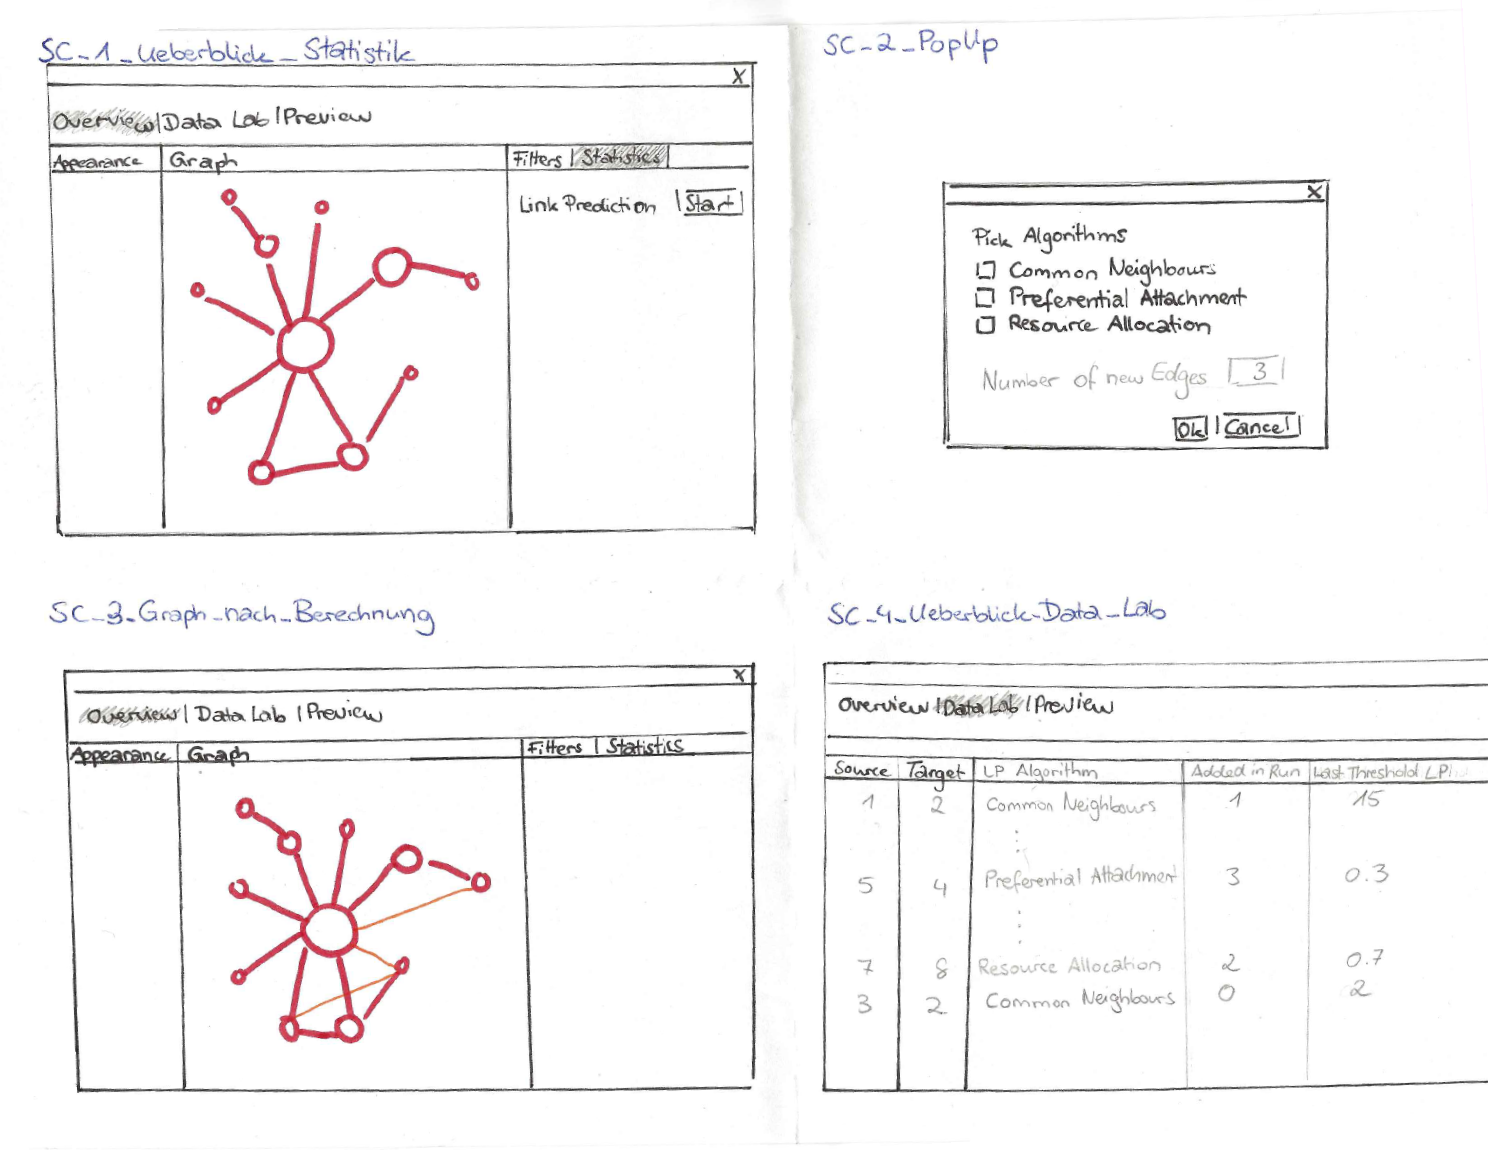 SC_1_Ueberblick_Statistik
X
Overview | Data Lab | Preview
Appearance
Graph
Filters | Statistics |
Link Prediction | Start |
SC_2_PopUp
X
Pick Algorithms
Common Neighbours
Preferential Attachment
Resource Allocation
Number of new Edges 3
Ok | Cancel |
SC_3_Graph_nach_Berechnung
X
Overview | Data Lab | Preview
Appearance | Graph
Filters | Statistics
SC_4_Ueberblick_Data_Lab
Overview | Data Lab | Preview
Source Target LP Algorithm Added in Run Last Threshold LP
1 2 Common Neighbours 1 15
5 4 Preferential Attachment 3 0.3
7 8 Resource Allocation 2 0.7
3 2 Common Neighbours 0 2